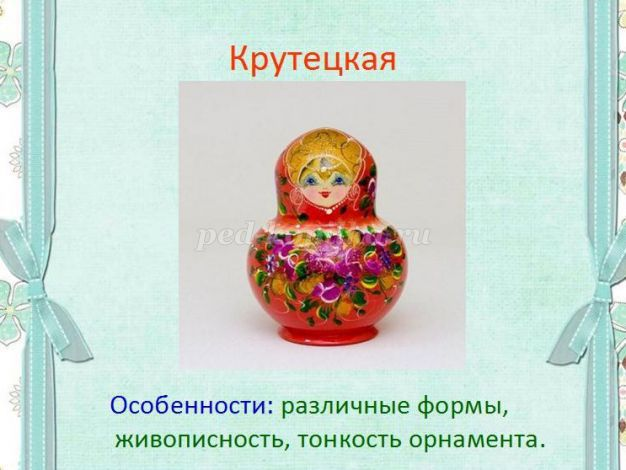 Крутецкая
Особенности: различные формы,
живописность, тонкость орнамента.